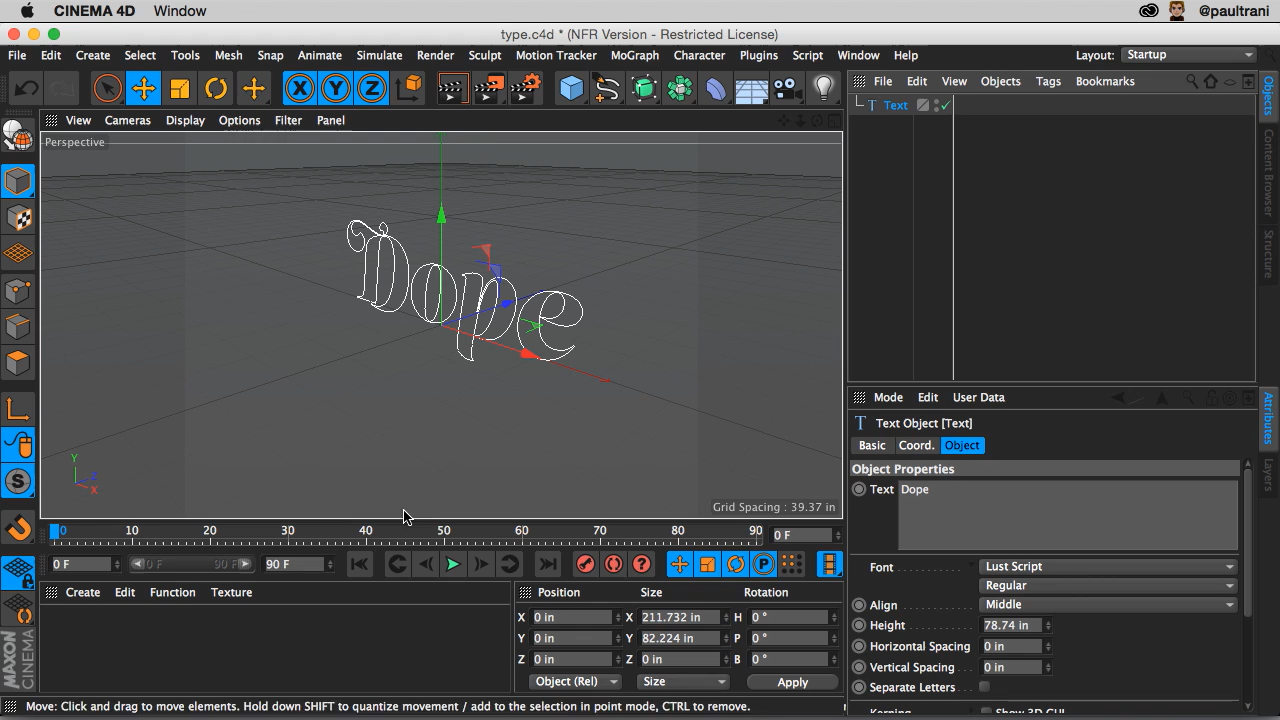 CINEMA 4D Window @paultrani
type.c4d * (NFR Version - Restricted License)
File Edit Create Select Tools Mesh Snap Animate Simulate Render Sculpt Motion Tracker MoGraph Character Plugins Script Window Help Layout: Startup
X Y Z
File Edit View Objects Tags Bookmarks
T Text
View Cameras Display Options Filter Panel
Perspective
Dope
Y
Z
X
Grid Spacing : 39.37 in
S
Objects
Content Browser
Structure
Mode Edit User Data
T Text Object [Text]
Basic Coord. Object
Object Properties
Text Dope
Font Lust Script
Regular
Align Middle
Height 78.74 in
Horizontal Spacing 0 in
Vertical Spacing 0 in
Separate Letters
Kerning Show 3D GUI
Attributes
Layers
0 10 20 30 40 50 60 70 80 90 0 F
0 F 0 F 90 F 90 F ? P
Create Edit Function Texture
Position Size Rotation
X 0 in X 211.732 in H 0 °
Y 0 in Y 82.224 in P 0 °
Z 0 in Z 0 in B 0 °
Object (Rel) Size Apply
MAXON
CINEMA
Move: Click and drag to move elements. Hold down SHIFT to quantize movement / add to the selection in point mode, CTRL to remove.